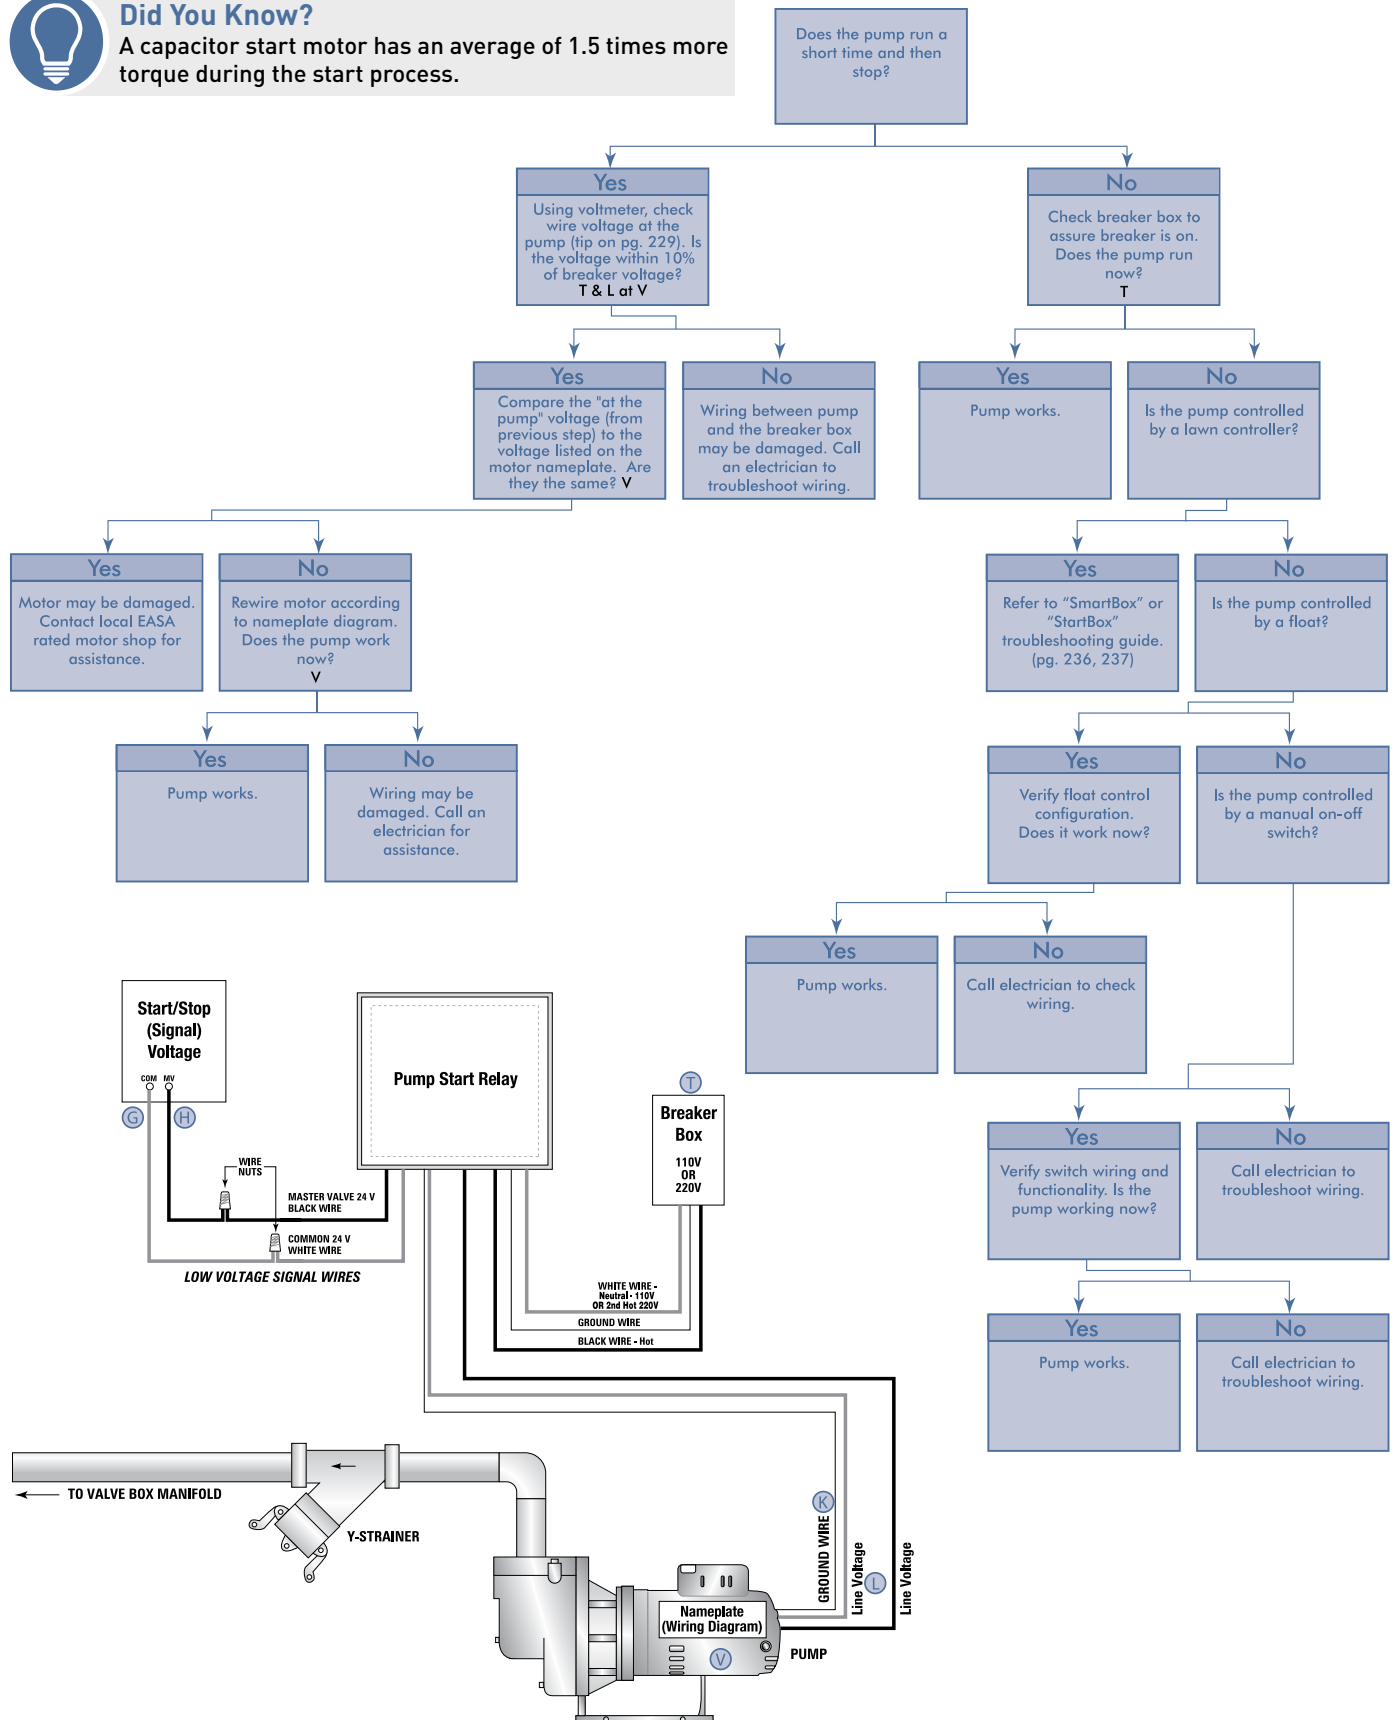 Did You Know?
A capacitor start motor has an average of 1.5 times more
torque during the start process.
Does the pump run a
short time and then
stop?
Yes
Using voltmeter, check
wire voltage at the
pump (tip on pg. 229). Is
the voltage within 10%
of breaker voltage?
T & L at V
No
Check breaker box to
assure breaker is on.
Does the pump run
now?
T
Yes
Compare the "at the
pump" voltage (from
previous step) to the
voltage listed on the
motor nameplate. Are
they the same? V
No
Wiring between pump
and the breaker box
may be damaged. Call
an electrician to
troubleshoot wiring.
Yes
Pump works.
No
Is the pump controlled
by a lawn controller?
Yes
Motor may be damaged.
Contact local EASA
rated motor shop for
assistance.
No
Rewire motor according
to nameplate diagram.
Does the pump work
now?
V
Yes
Refer to “SmartBox” or
“StartBox”
troubleshooting guide.
(pg. 236, 237)
No
Is the pump controlled
by a float?
Yes
Pump works.
No
Wiring may be
damaged. Call an
electrician for
assistance.
Yes
Verify float control
configuration.
Does it work now?
No
Is the pump controlled
by a manual on-off
switch?
Yes
Pump works.
No
Call electrician to check
wiring.
Yes
Verify switch wiring and
functionality. Is the
pump working now?
No
Call electrician to
troubleshoot wiring.
Yes
Pump works.
No
Call electrician to
troubleshoot wiring.
Start/Stop
(Signal)
Voltage
COM MV
G H
Pump Start Relay
T
Breaker
Box
110V
OR
220V
WIRE
NUTS
MASTER VALVE 24 V
BLACK WIRE
COMMON 24 V
WHITE WIRE
LOW VOLTAGE SIGNAL WIRES
WHITE WIRE -
Neutral - 110V
OR 2nd Hot 220V
GROUND WIRE
BLACK WIRE - Hot
TO VALVE BOX MANIFOLD
Y-STRAINER
K
GROUND WIRE
Line Voltage
L
Line Voltage
Nameplate
(Wiring Diagram)
V
PUMP